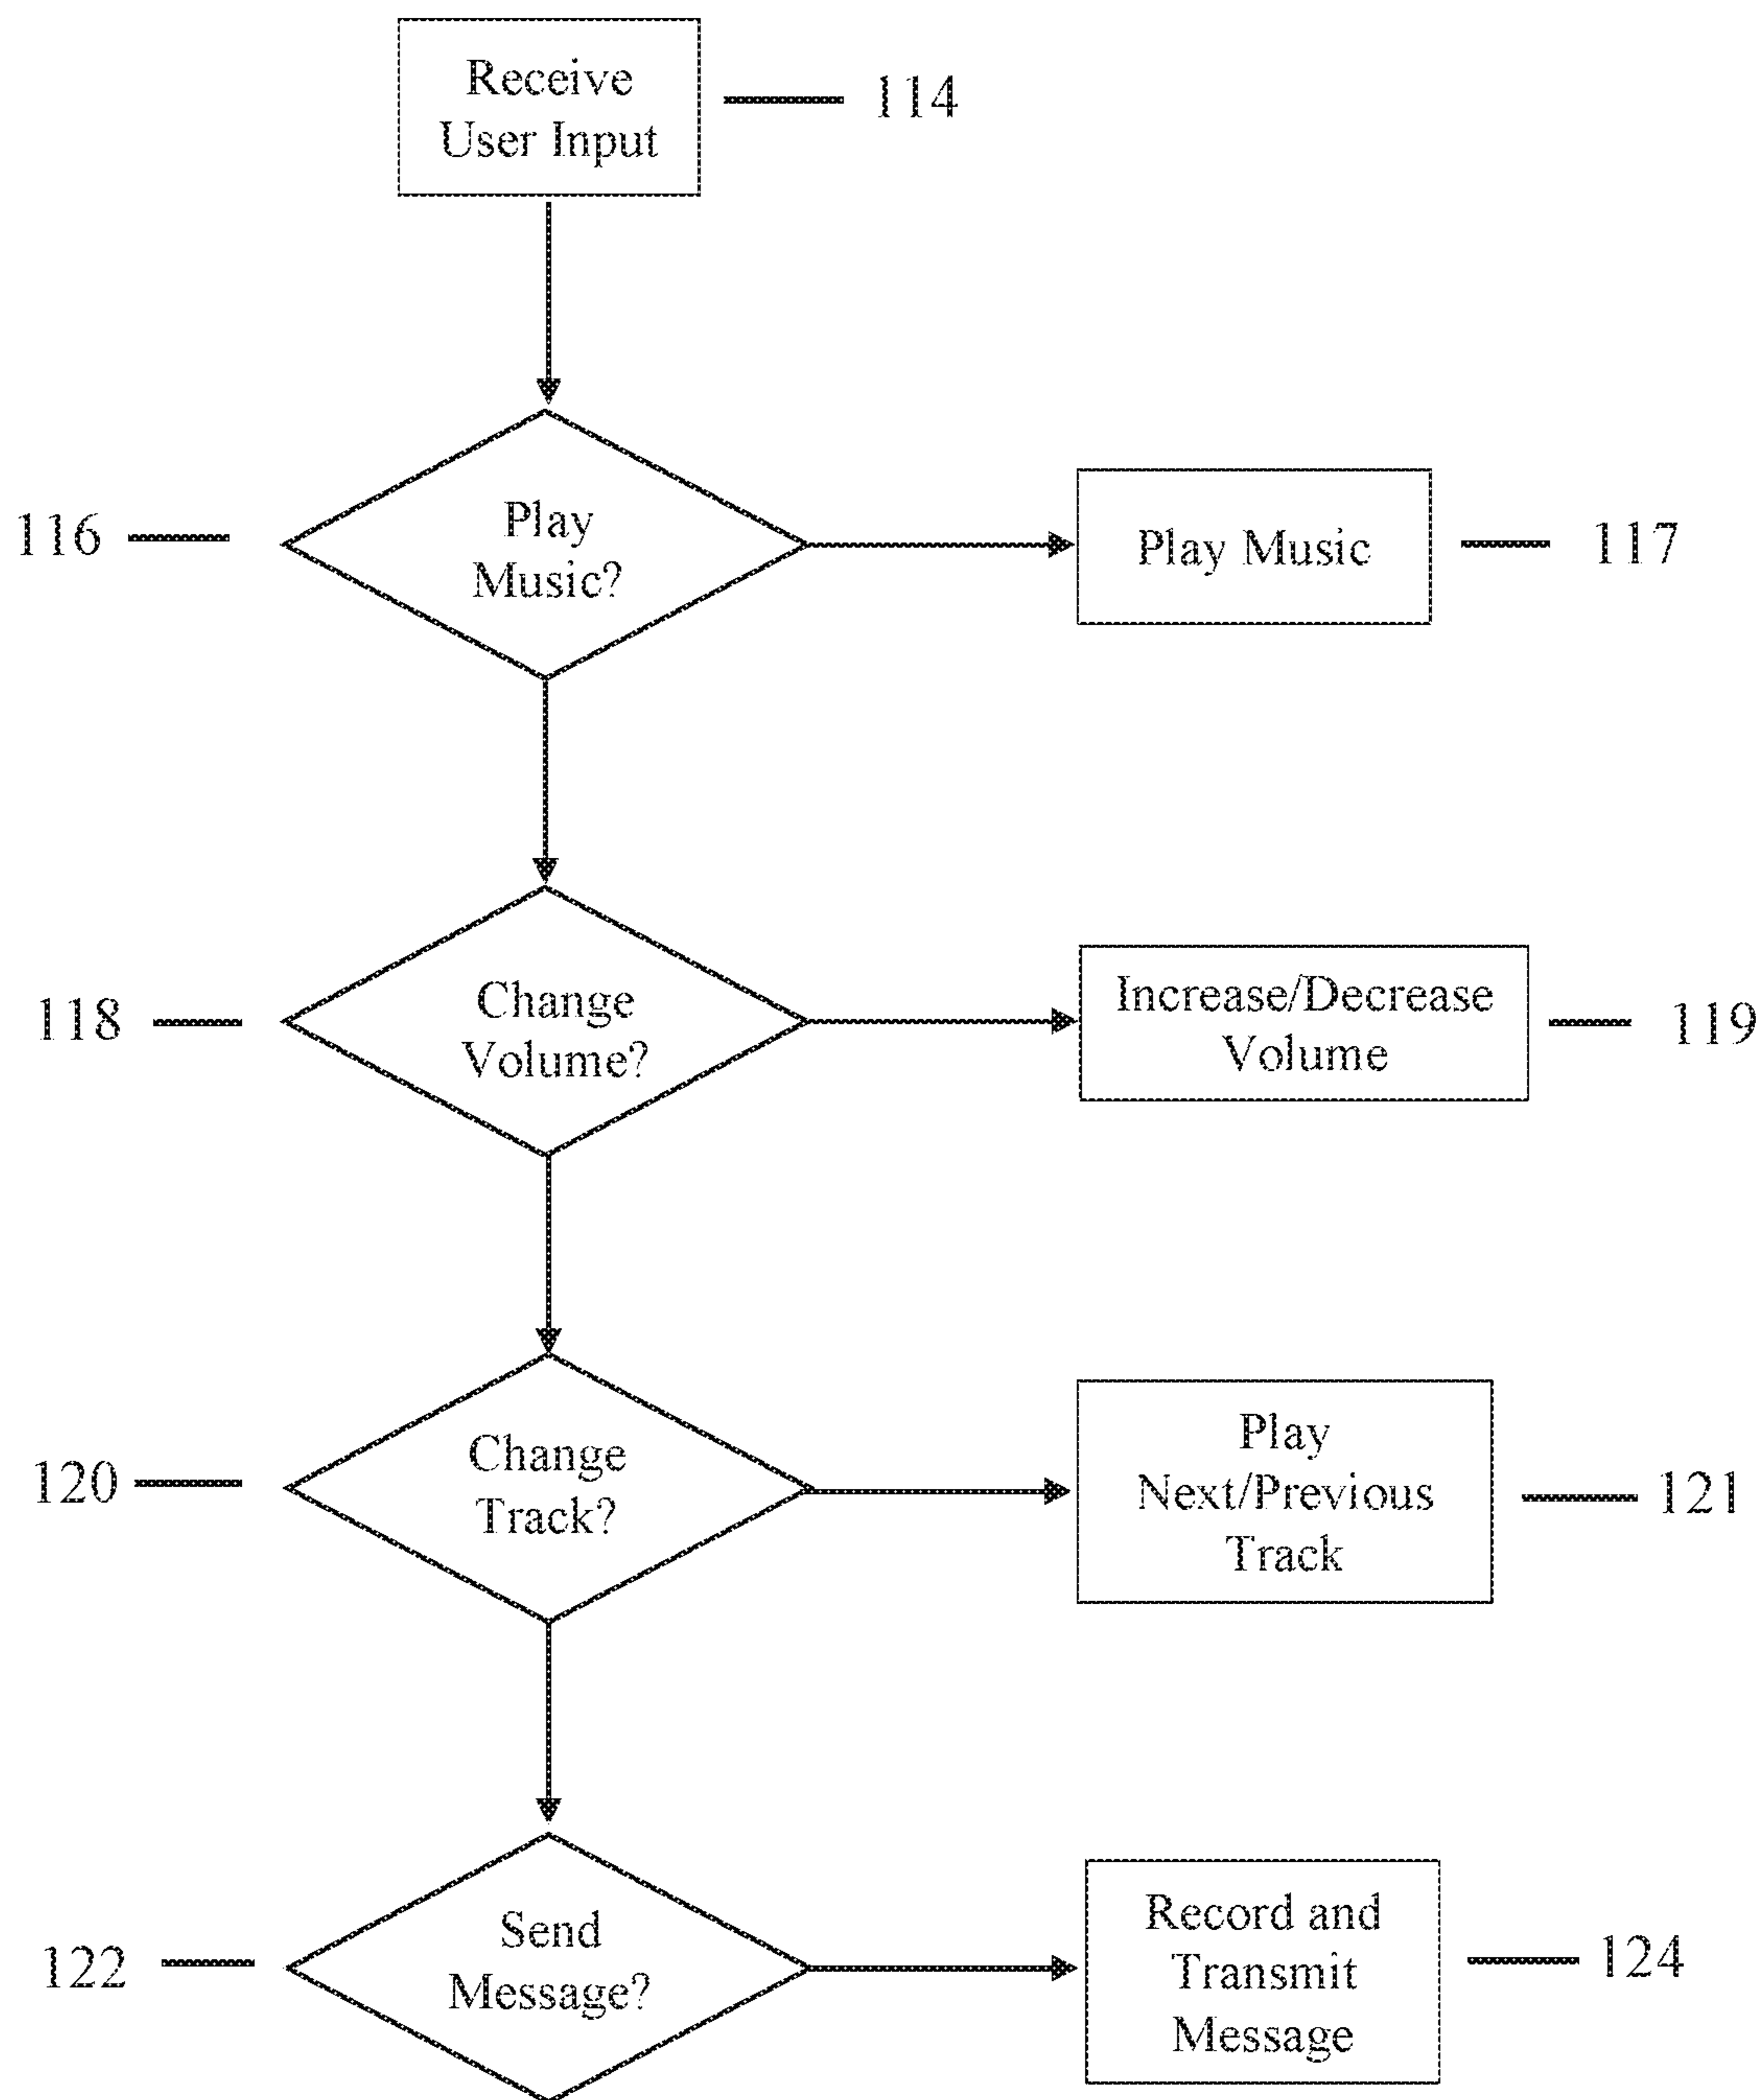 Receive
User Input
114
116
Play
Music?
Play Music
117
118
Change
Volume?
Increase/Decrease
Volume
119
120
Change
Track?
Play
Next/Previous
Track
121
122
Send
Message?
Record and
Transmit
Message
124